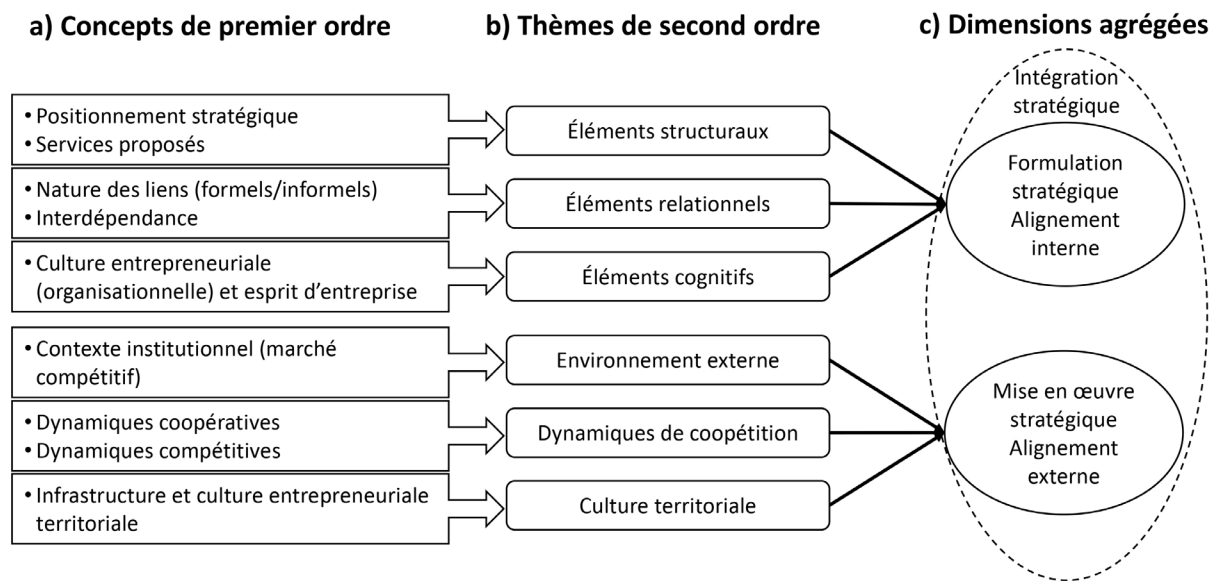 a) Concepts de premier ordre
b) Thèmes de second ordre
c) Dimensions agrégées
• Positionnement stratégique
• Services proposés
• Nature des liens (formels/informels)
• Interdépendance
• Culture entrepreneuriale
(organisationnelle) et esprit d’entreprise
• Contexte institutionnel (marché
compétitif)
• Dynamiques coopératives
• Dynamiques compétitives
• Infrastructure et culture entrepreneuriale
territoriale
Éléments structuraux
Éléments relationnels
Éléments cognitifs
Environnement externe
Dynamiques de coopétition
Culture territoriale
Intégration
stratégique
Formulation
stratégique
Alignement
interne
Mise en œuvre
stratégique
Alignement
externe